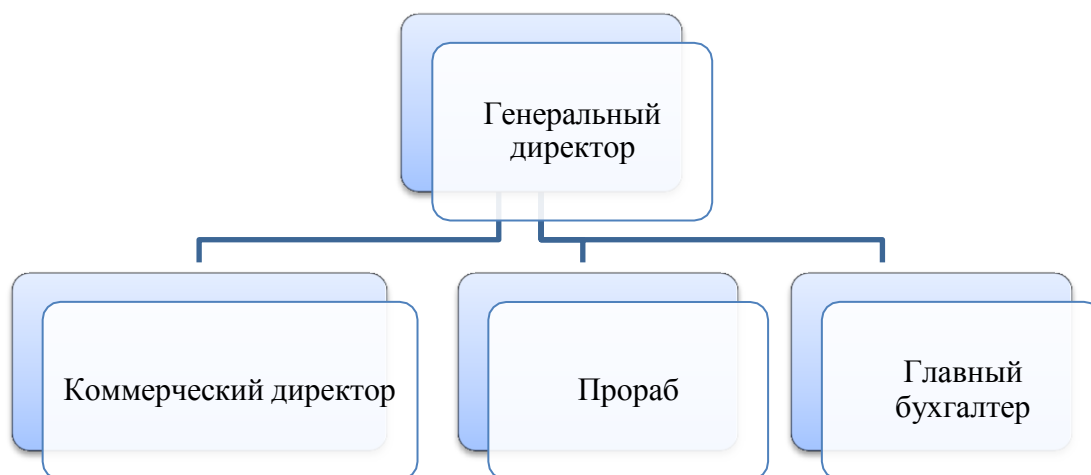 Генеральный
директор
Коммерческий директор
Прораб
Главный
бухгалтер